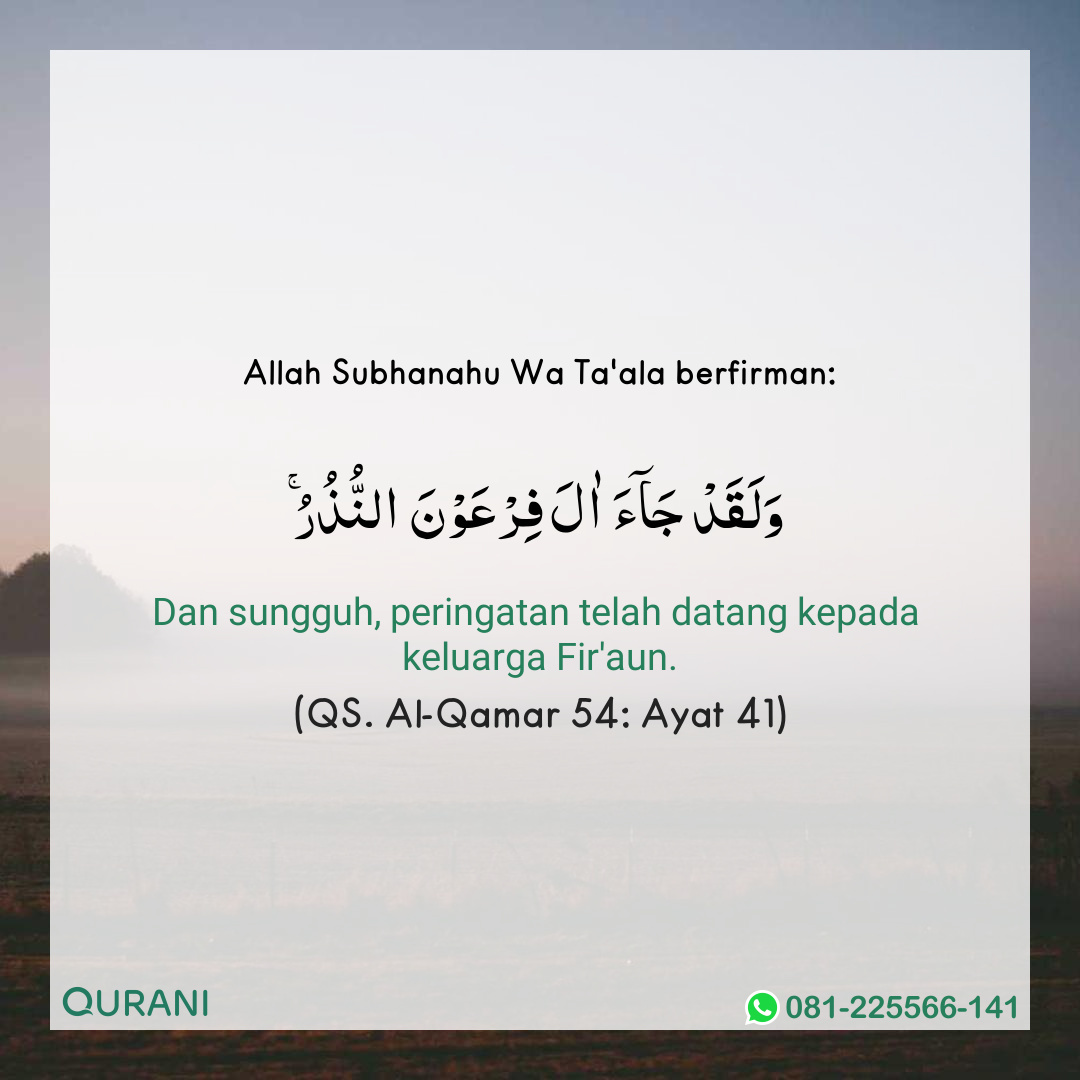 Allah Subhanahu Wa Ta'ala berfirman:
وَلَقَدْ جَآءَ اٰلَ فِرْعَوْنَ النُّذُرُ ۚ
Dan sungguh, peringatan telah datang kepada
keluarga Fir'aun.
(QS. Al-Qamar 54: Ayat 41)
QURANI
081-225566-141